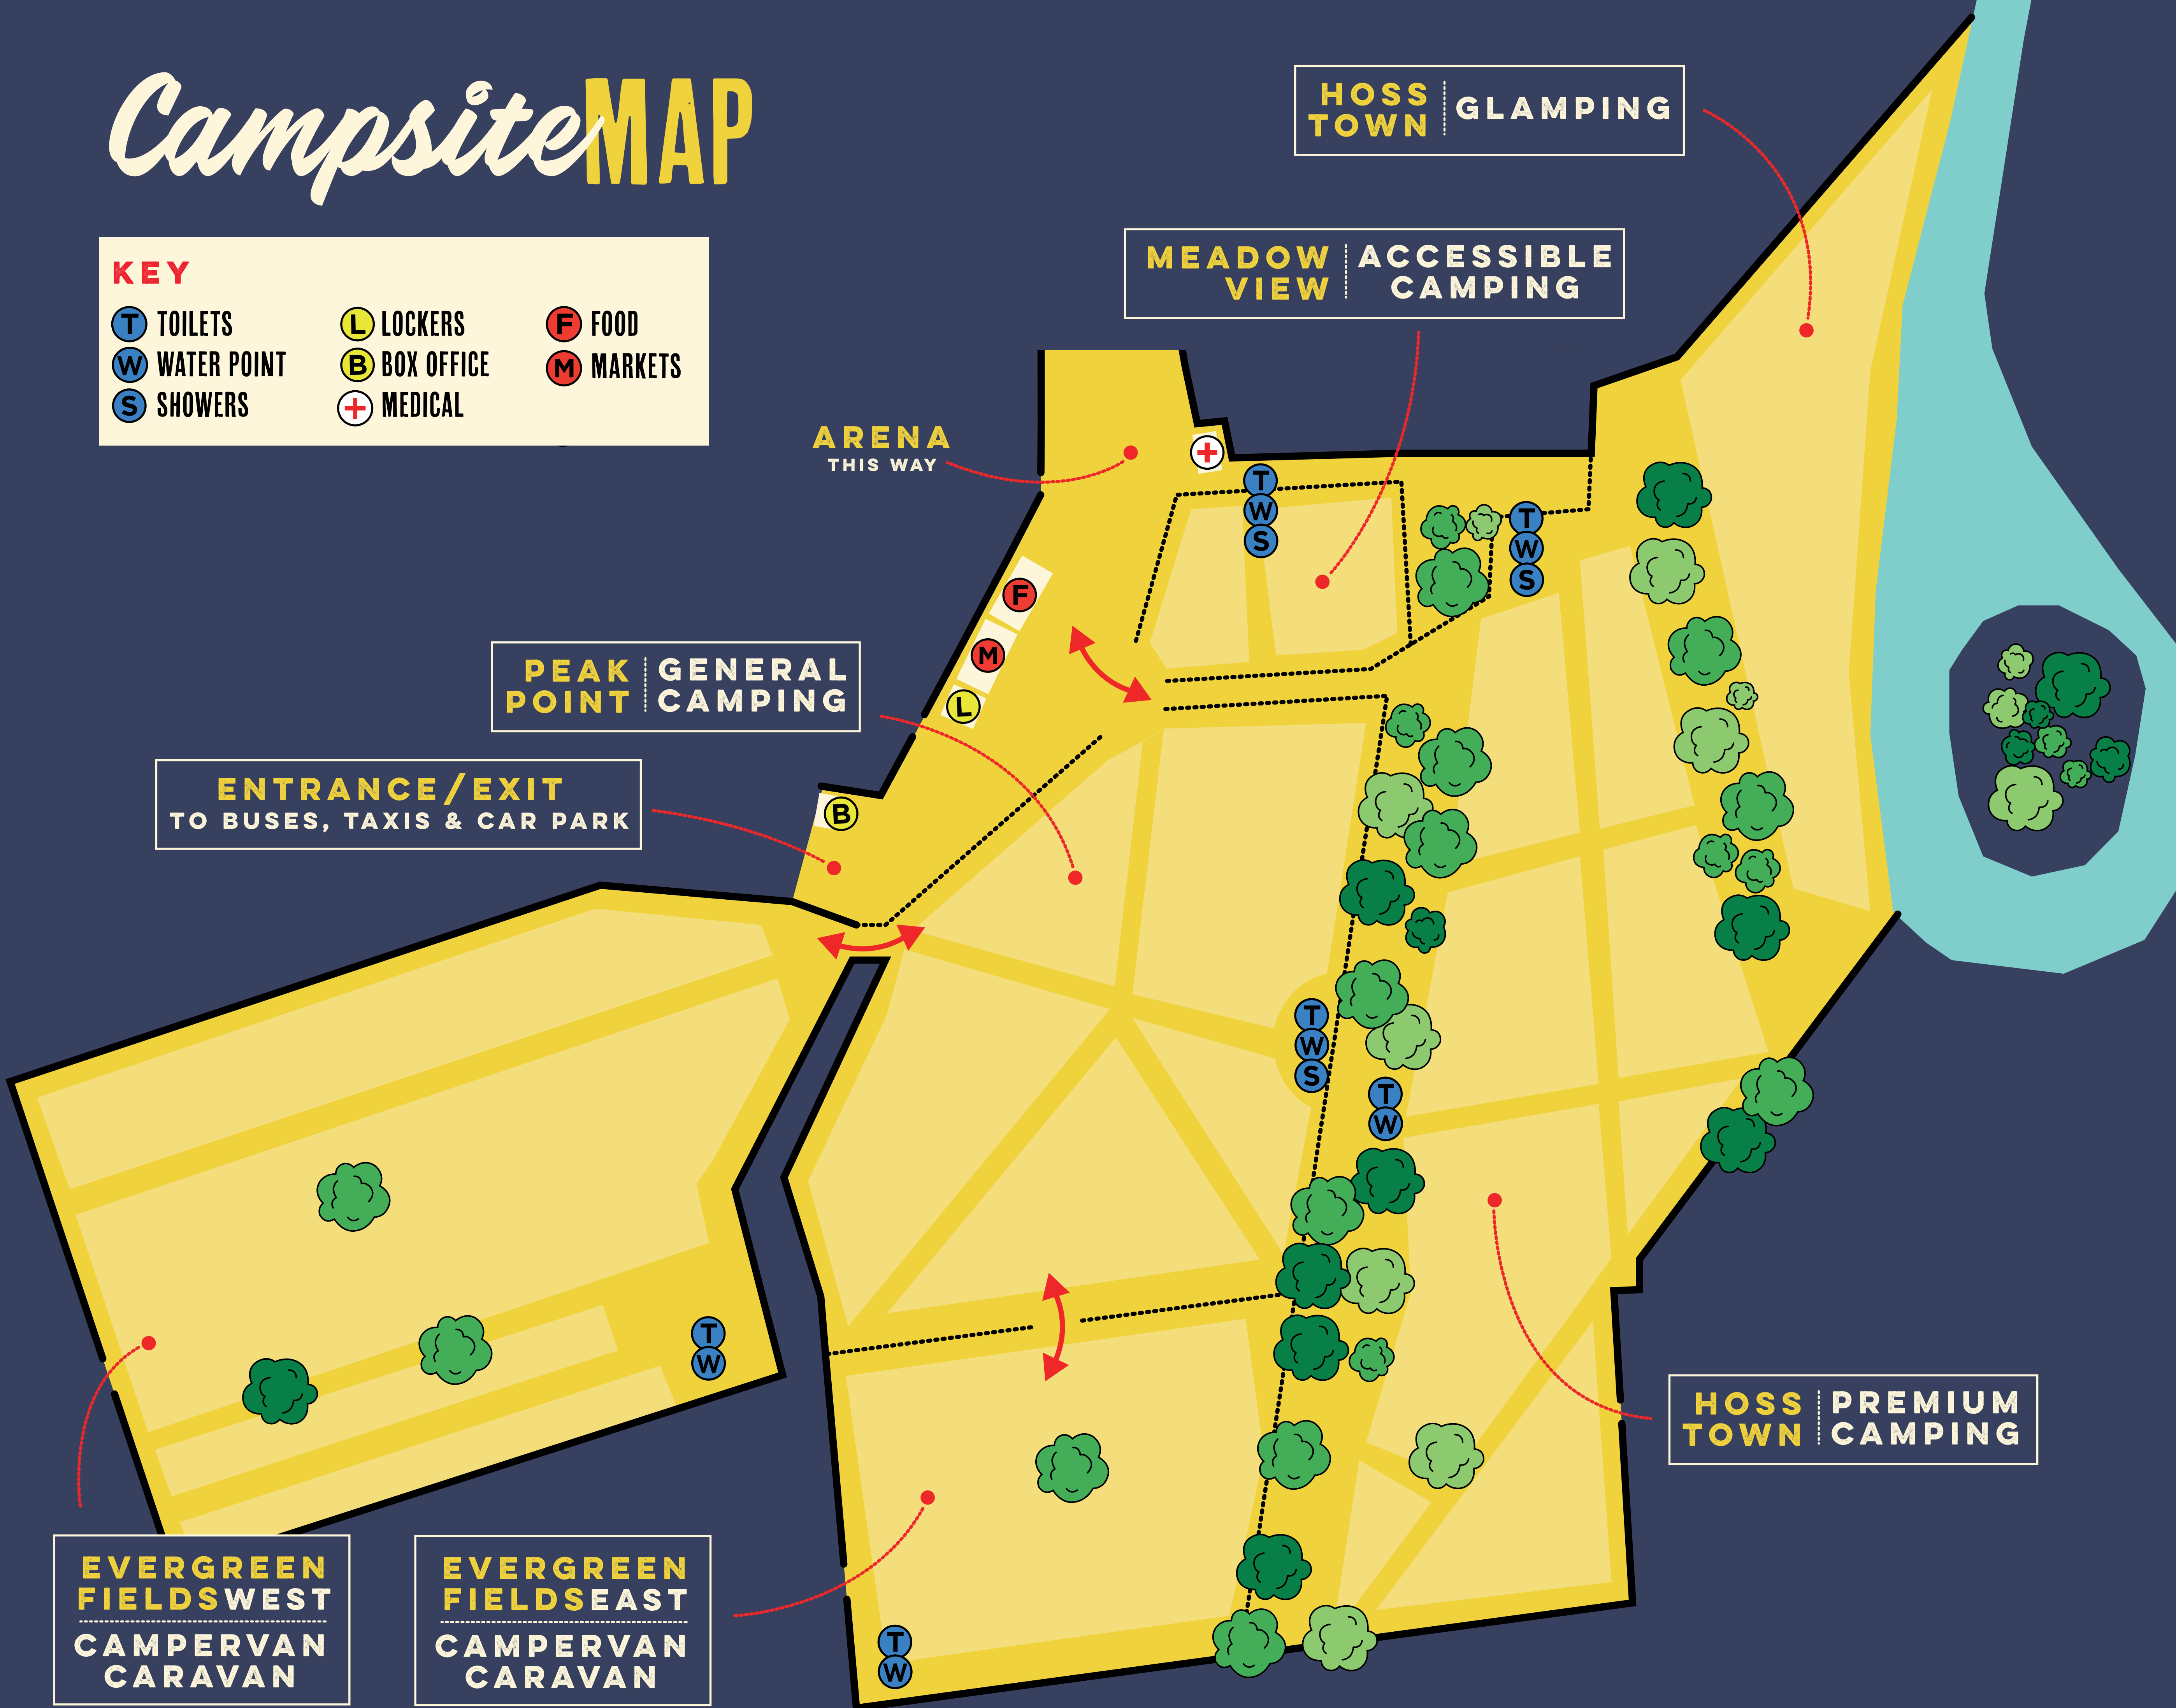 Campsite MAP
KEY
T TOILETS
W WATER POINT
S SHOWERS
L LOCKERS
B BOX OFFICE
MEDICAL
F FOOD
M MARKETS
HOSS TOWN
GLAMPING
MEADOW VIEW
ACCESSIBLE CAMPING
ARENA
THIS WAY
T
W
S
T
W
S
F
M
L
PEAK POINT
GENERAL CAMPING
ENTRANCE/EXIT
TO BUSES, TAXIS & CAR PARK
B
T
W
S
T
W
T
W
HOSS TOWN
PREMIUM CAMPING
EVERGREEN
FIELDSWEST
CAMPERVAN
CARAVAN
EVERGREEN
FIELDSEAST
CAMPERVAN
CARAVAN
T
W